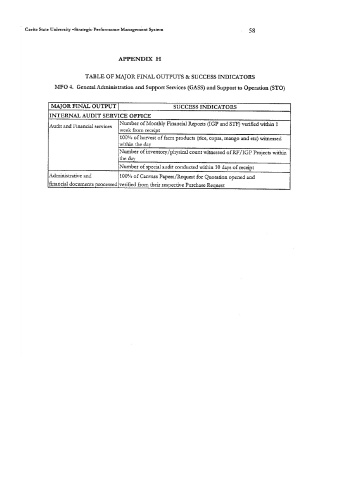 Cavite State University –Strategic Performance Management System 58
APPENDIX H
TABLE OF MAJOR FINAL OUTPUTS & SUCCESS INDICATORS
MFO 4. General Administration and Support Services (GASS) and Support to Operation (STO)
MAJOR FINAL OUTPUT SUCCESS INDICATORS
INTERNAL AUDIT SERVICE OFFICE
Audit and Financial services Number of Monthly Financial Reports (IGP and STF) verified within 1
week from receipt
100% of harvest of farm products (rice, copra, mango and etc) witnessed
within the day
Number of inventory/physical count witnessed of RF/IGP Projects within
the day
Number of special audit conducted within 30 days of receipt
Administrative and 100% of Canvass Papers/Request for Quotation opened and
financial documents processed verified from their respective Purchase Request